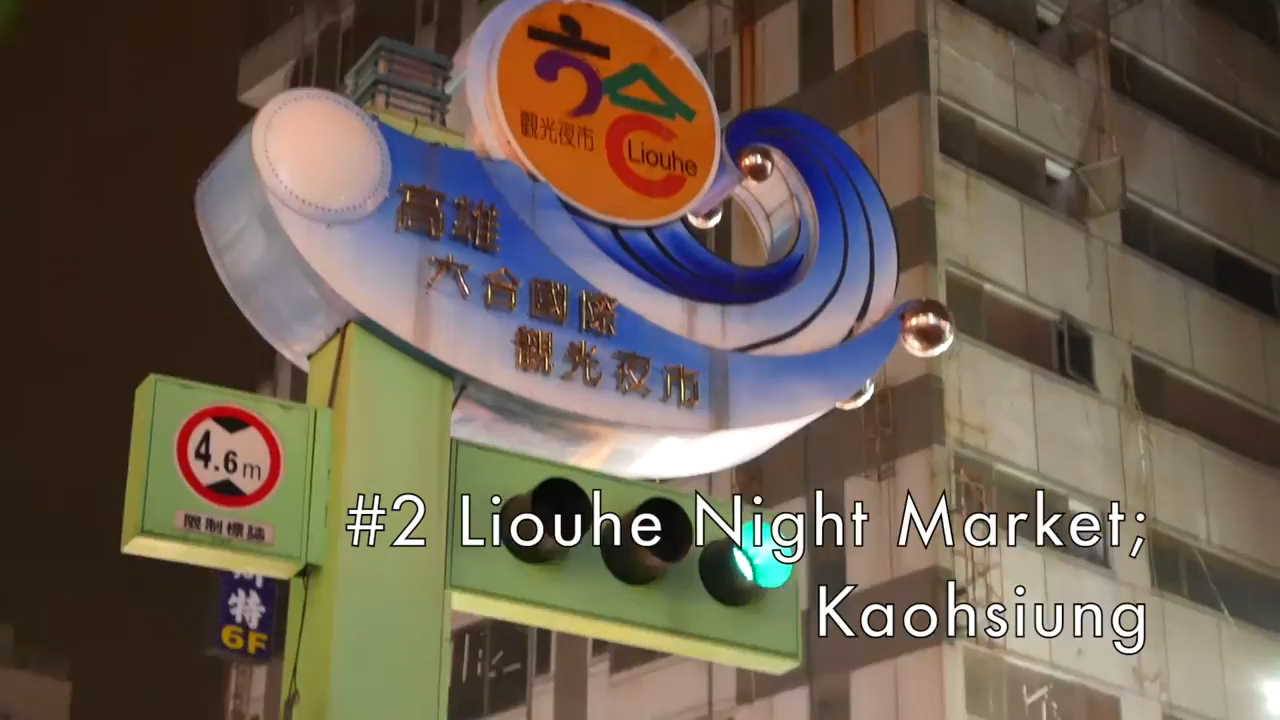 六合
觀光夜市
Liouhe
高雄
六合國際
觀光夜市
4.6m
限制標誌
特
6F
#2 Liouhe Night Market;
Kaohsiung